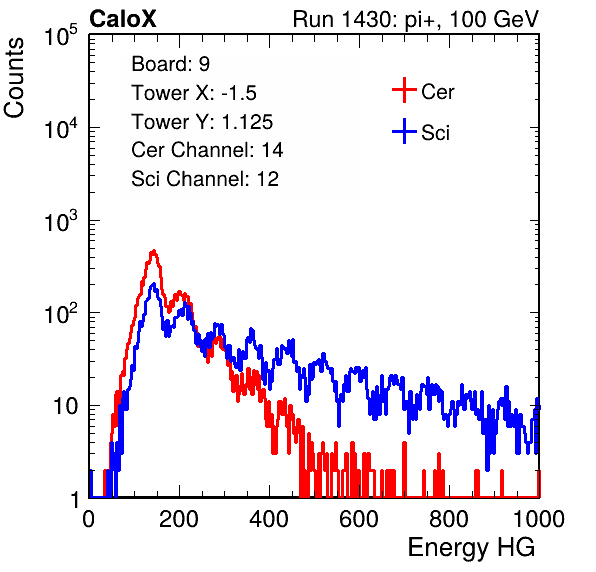 CaloX Run 1430: pi+, 100 GeV
Counts
10^5
10^4
10^3
10^2
10
1
Board: 9
Tower X: -1.5
Tower Y: 1.125
Cer Channel: 14
Sci Channel: 12
Cer
Sci
0 200 400 600 800 1000
Energy HG